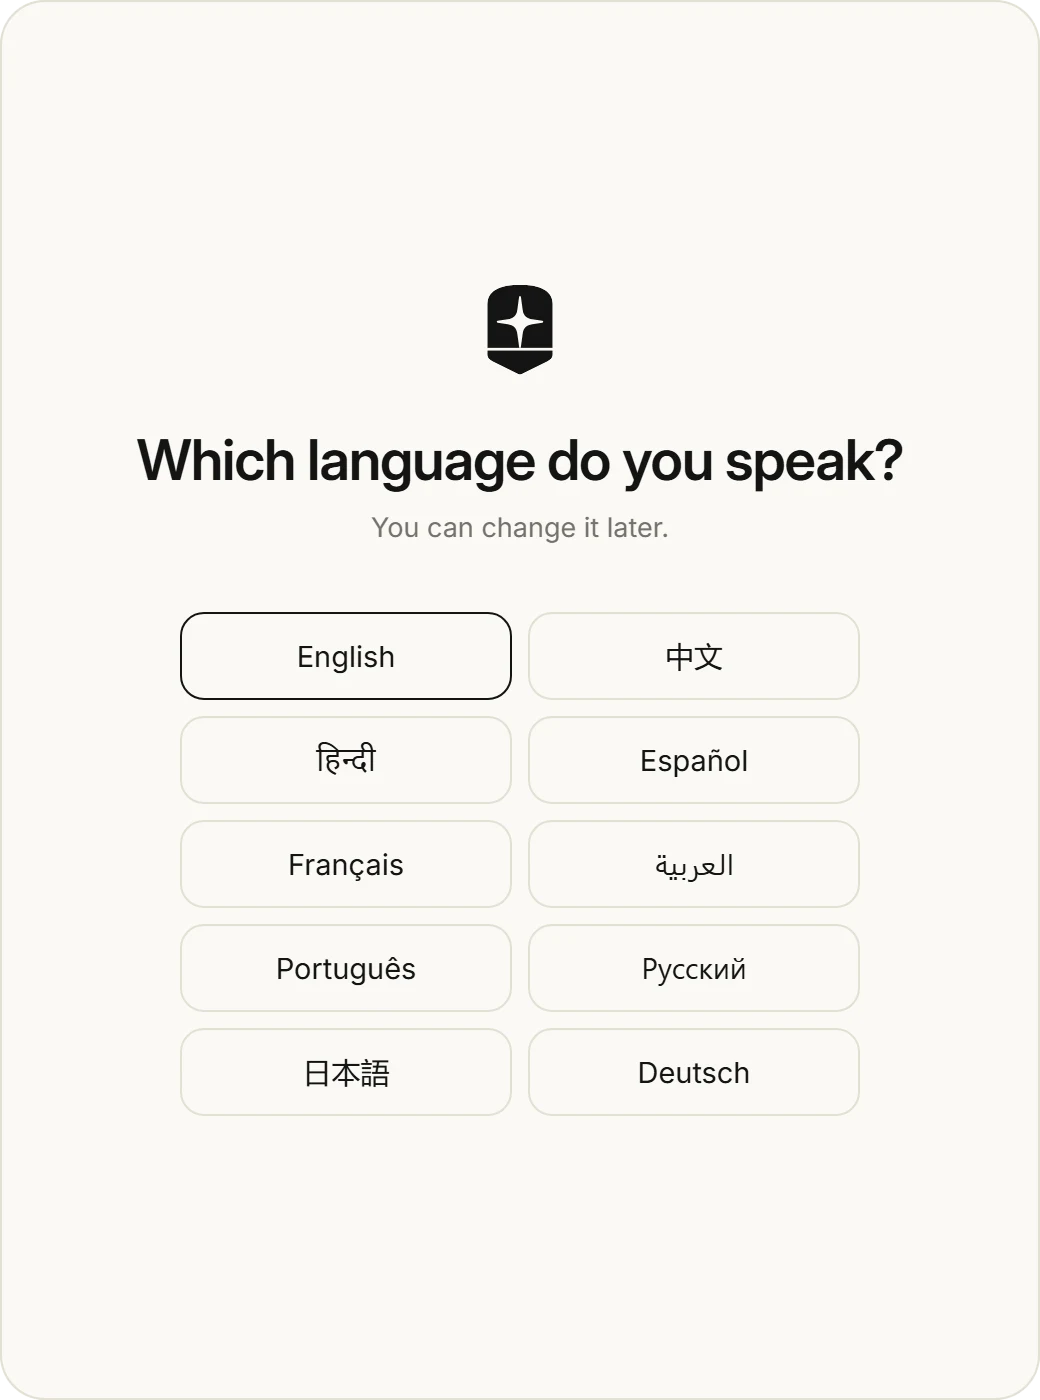 Which language do you speak?
You can change it later.
English
中文
हिन्दी
Español
Français
العربية
Português
Русский
日本語
Deutsch